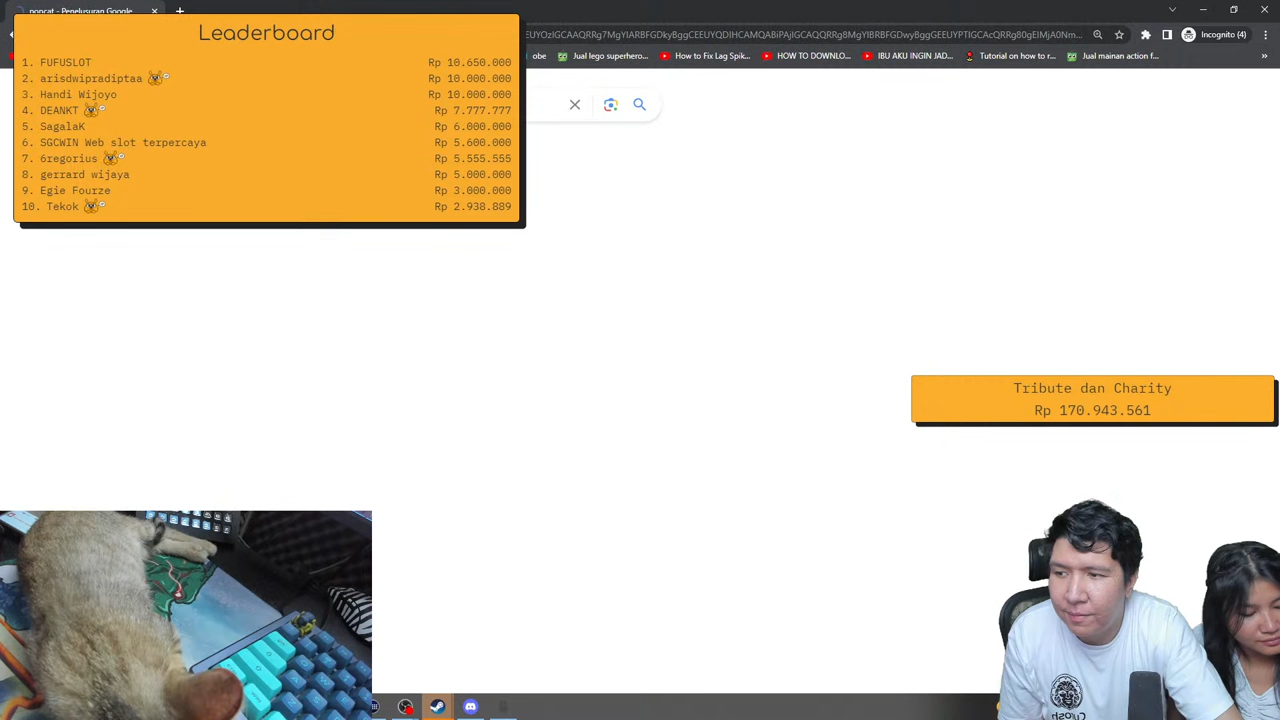 popcat - Penelusuran Google
Leaderboard
1. FUFUSLOT Rp 10.650.000
2. arisdwipradiptaa Rp 10.000.000
3. Handi Wijoyo Rp 10.000.000
4. DEANKT Rp 7.777.777
5. SagalaK Rp 6.000.000
6. SGCWIN Web slot terpercaya Rp 5.600.000
7. 6regorius Rp 5.555.555
8. gerrard wijaya Rp 5.000.000
9. Egie Fourze Rp 3.000.000
10. Tekok Rp 2.938.889
Incognito (4)
obe
Jual lego superhero...
How to Fix Lag Spik...
HOW TO DOWNLO...
IBU AKU INGIN JAD...
Tutorial on how to r...
Jual mainan action f...
Tribute dan Charity
Rp 170.943.561